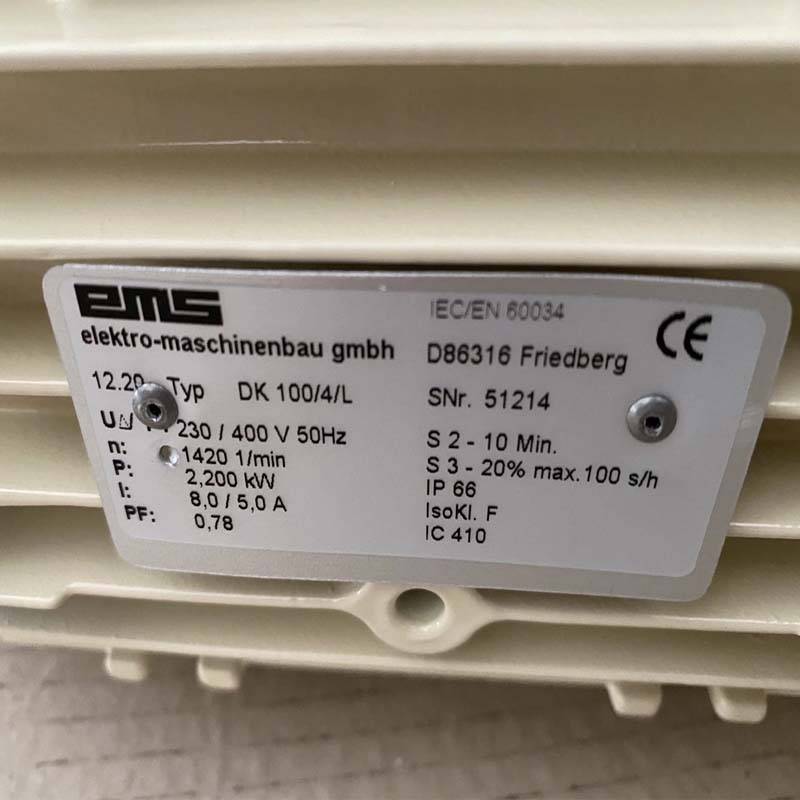 ems
elektro-maschinenbau gmbh
12.20 Typ DK 100/4/L
230 / 400 V 50Hz
n: 1420 1/min
P: 2,200 kW
I: 8,0 / 5,0 A
PF: 0,78
IEC/EN 60034
CE
D86316 Friedberg
SNr. 51214
S 2 - 10 Min.
S 3 - 20% max.100 s/h
IP 66
IsoKl. F
IC 410